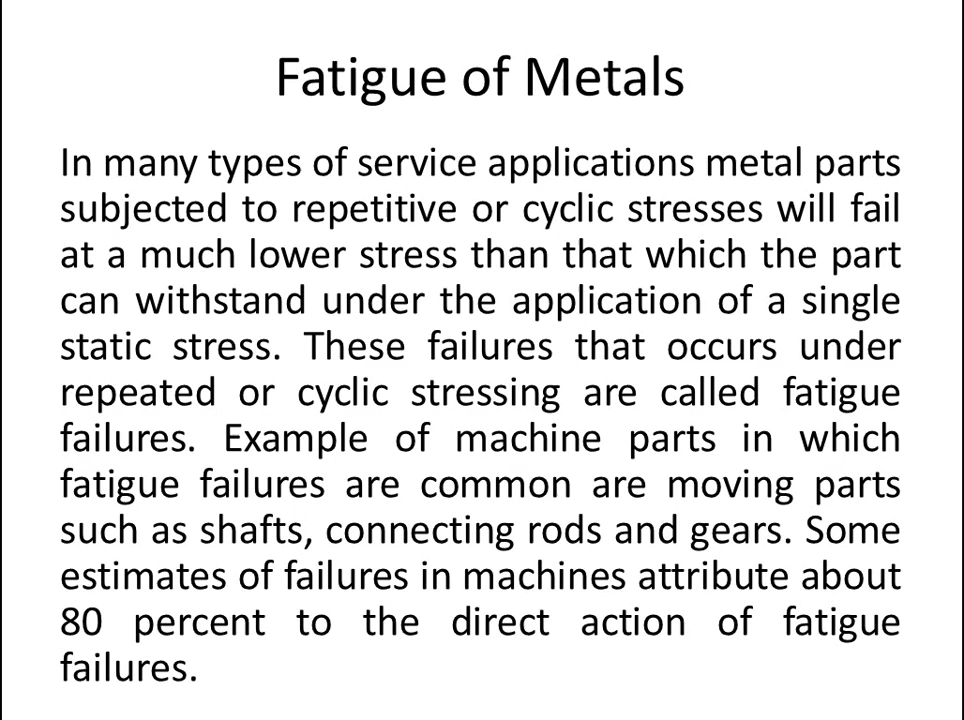 Fatigue of Metals
In many types of service applications metal parts
subjected to repetitive or cyclic stresses will fail
at a much lower stress than that which the part
can withstand under the application of a single
static stress. These failures that occurs under
repeated or cyclic stressing are called fatigue
failures. Example of machine parts in which
fatigue failures are common are moving parts
such as shafts, connecting rods and gears. Some
estimates of failures in machines attribute about
80 percent to the direct action of fatigue
failures.